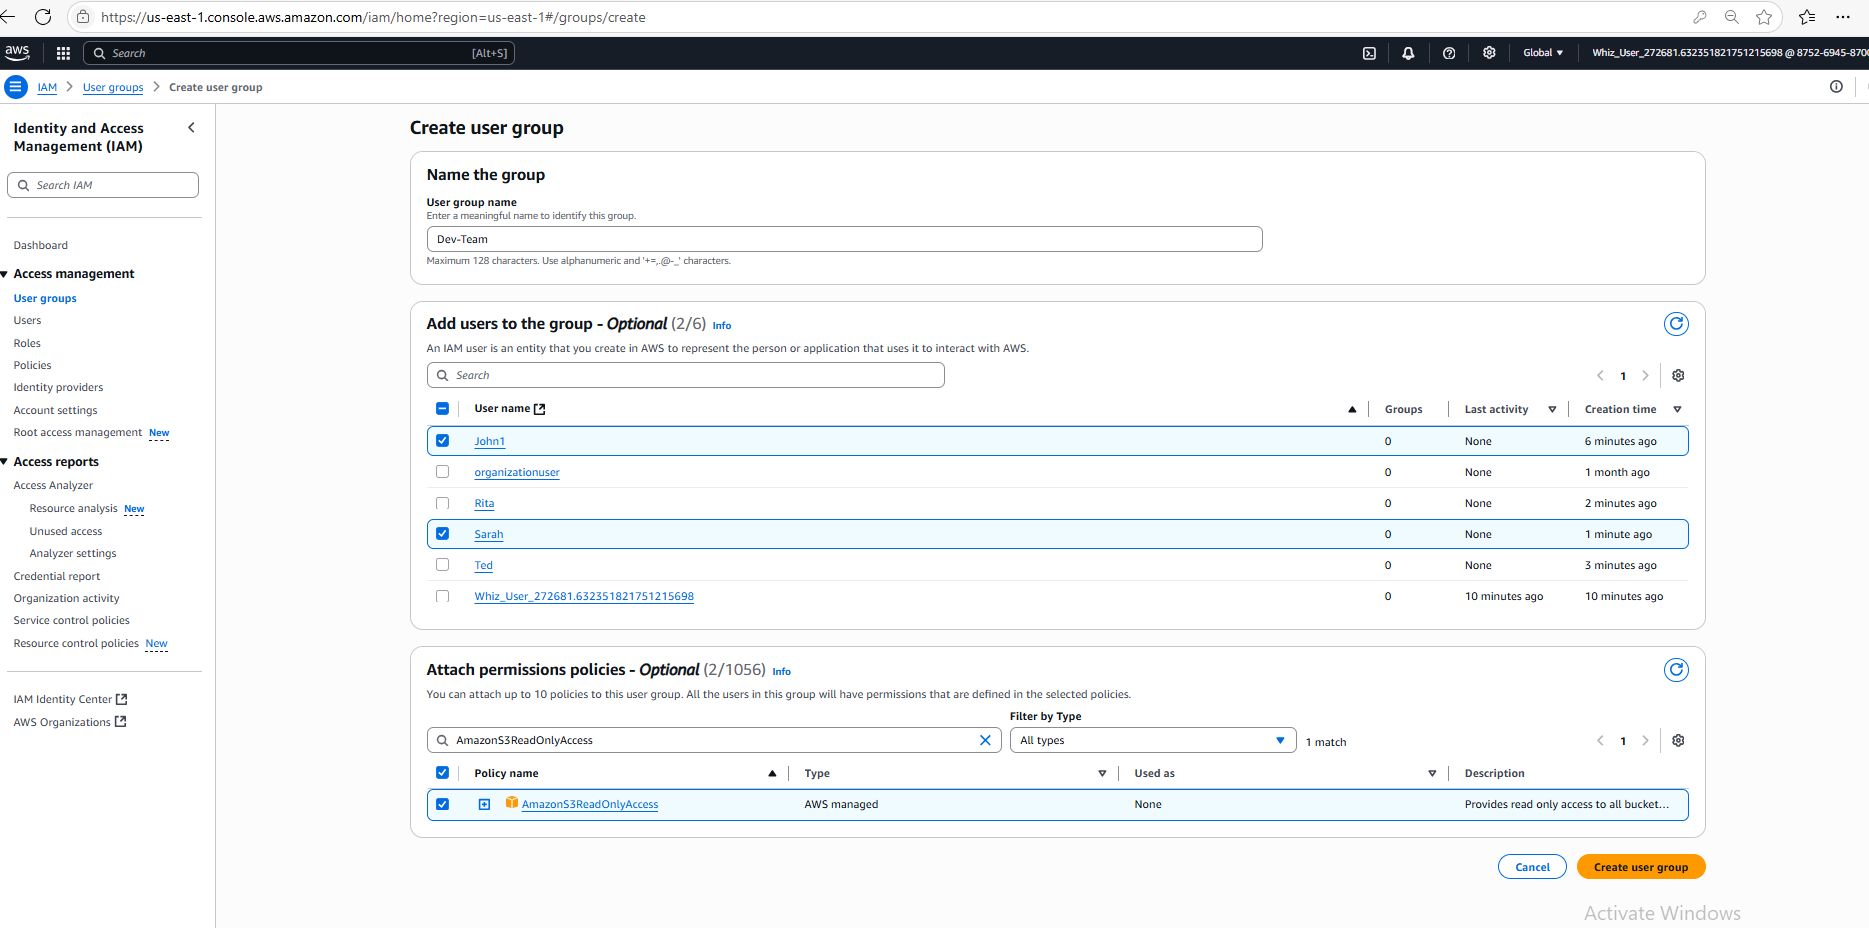 https://us-east-1.console.aws.amazon.com/iam/home?region=us-east-1#/groups/create
aws
Search
[Alt+S]
Global
Whiz_User_272681.632351821751215698 @ 8752-6945-870
IAM
User groups
Create user group
Identity and Access Management (IAM)
Search IAM
Dashboard
Access management
User groups
Users
Roles
Policies
Identity providers
Account settings
Root access management New
Access reports
Access Analyzer
Resource analysis New
Unused access
Analyzer settings
Credential report
Organization activity
Service control policies
Resource control policies New
IAM Identity Center
AWS Organizations
Create user group
Name the group
User group name
Enter a meaningful name to identify this group.
Dev-Team
Maximum 128 characters. Use alphanumeric and '+=,.@-_' characters.
Add users to the group - Optional (2/6) Info
An IAM user is an entity that you create in AWS to represent the person or application that uses it to interact with AWS.
Search
1
User name Groups Last activity Creation time
John1 0 None 6 minutes ago
organizationuser 0 None 1 month ago
Rita 0 None 2 minutes ago
Sarah 0 None 1 minute ago
Ted 0 None 3 minutes ago
Whiz_User_272681.632351821751215698 0 10 minutes ago 10 minutes ago
Attach permissions policies - Optional (2/1056) Info
You can attach up to 10 policies to this user group. All the users in this group will have permissions that are defined in the selected policies.
Filter by Type
AmazonS3ReadOnlyAccess
All types
1 match
1
Policy name Type Used as Description
AmazonS3ReadOnlyAccess AWS managed None Provides read only access to all bucket...
Cancel
Create user group
Activate Windows